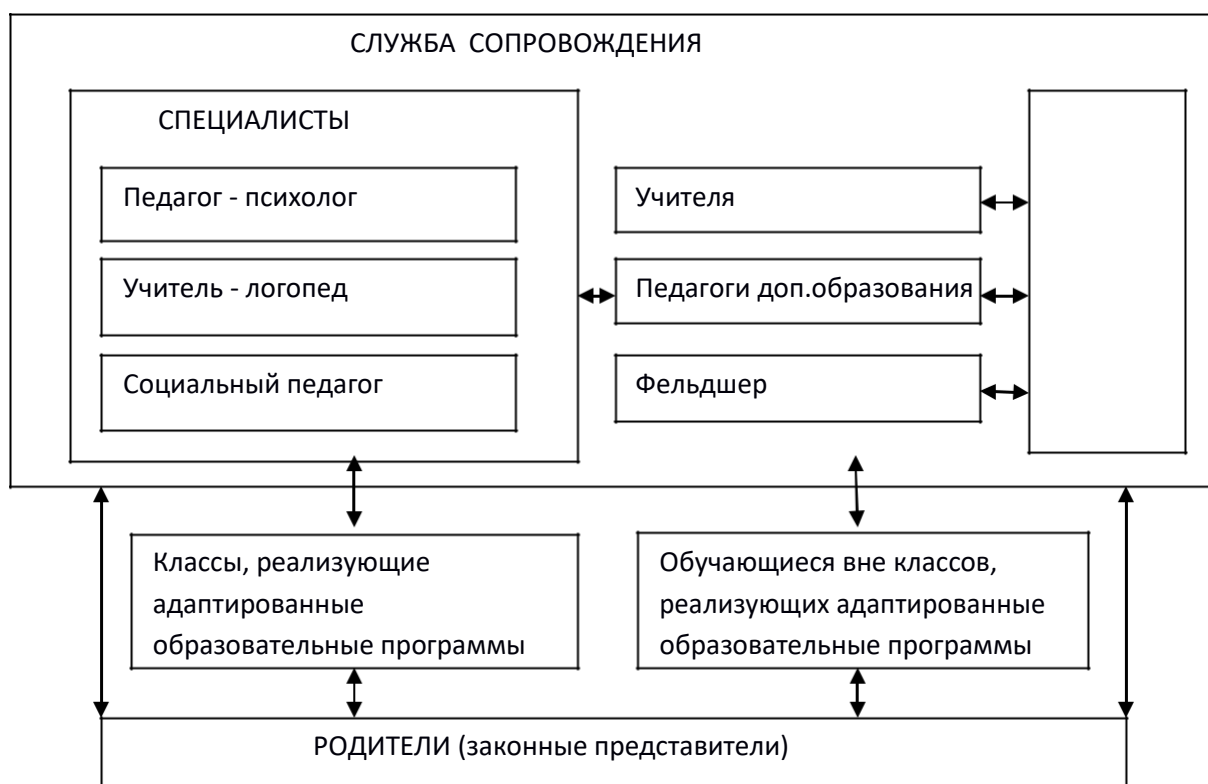 СЛУЖБА СОПРОВОЖДЕНИЯ
СПЕЦИАЛИСТЫ
Педагог - психолог
Учитель - логопед
Социальный педагог
Учителя
Педагоги доп.образования
Фельдшер
Классы, реализующие
адаптированные
образовательные программы
Обучающиеся вне классов,
реализующих адаптированные
образовательные программы
РОДИТЕЛИ (законные представители)